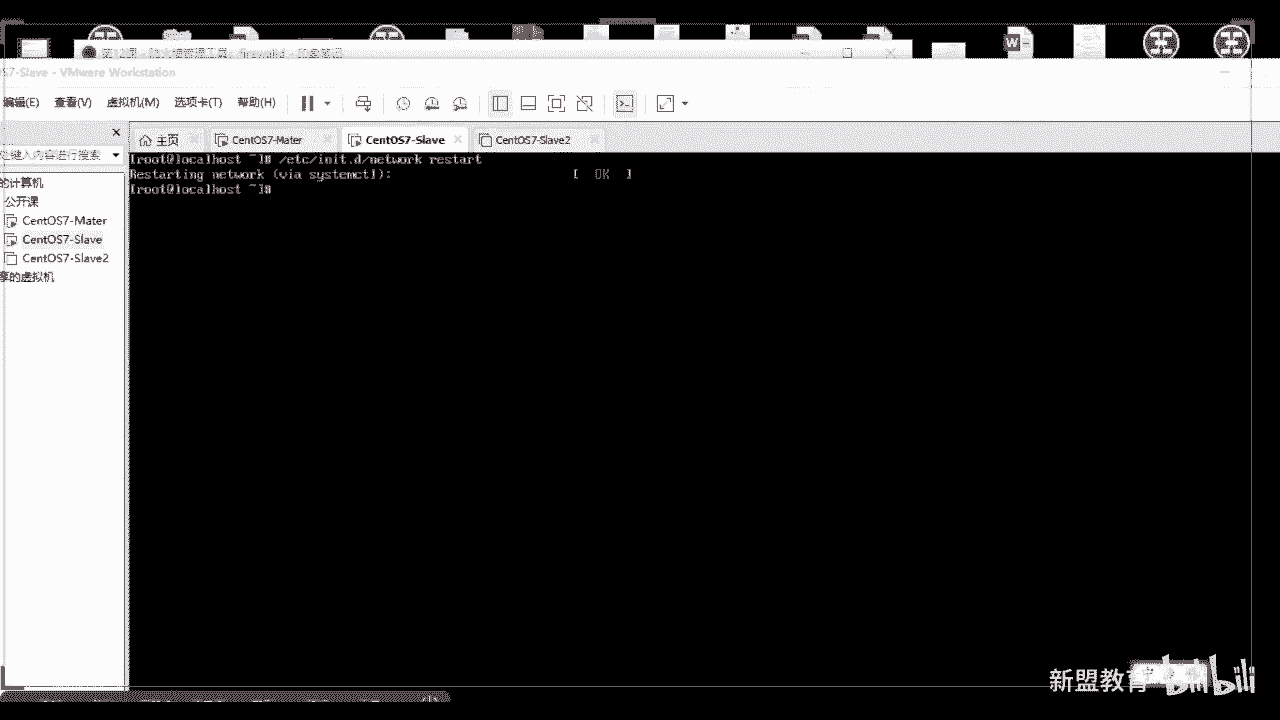 S7-Slave - VMware Workstation
编辑(E) 查看(V) 虚拟机(M) 选项卡(T) 帮助(H)
处键入内容进行搜索
主页 CentOS7-Mater CentOS7-Slave CentOS7-Slave2
的计算机
公开课
CentOS7-Mater
CentOS7-Slave
CentOS7-Slave2
享的虚拟机
[root@localhost ~]# /etc/init.d/network restart
Restarting network (via systemctl): [ OK ]
[root@localhost ~]#
新盟教育 bilibili